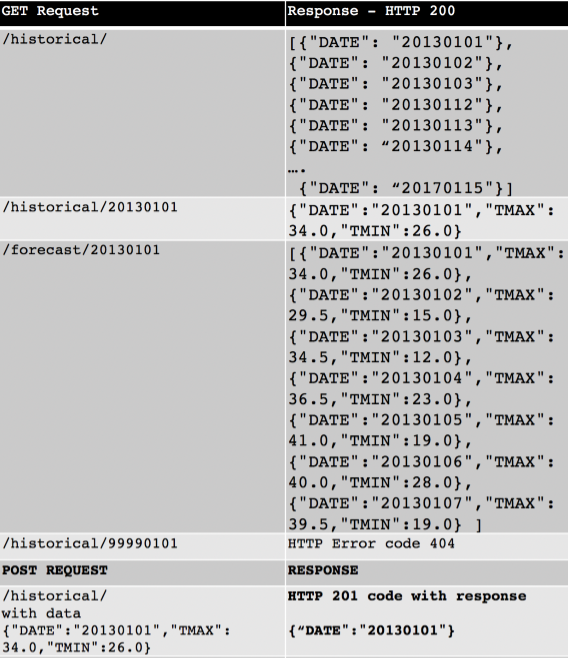 GET Request
Response – HTTP 200
/historical/
[{"DATE": "20130101"},
{"DATE": "20130102"},
{"DATE": "20130103"},
{"DATE": "20130112"},
{"DATE": "20130113"},
{"DATE": “20130114"},
….
{"DATE": “20170115"}]
/historical/20130101
{"DATE":"20130101","TMAX":
34.0,"TMIN":26.0}
/forecast/20130101
[{"DATE":"20130101","TMAX":
34.0,"TMIN":26.0},
{"DATE":"20130102","TMAX":
29.5,"TMIN":15.0},
{"DATE":"20130103","TMAX":
34.5,"TMIN":12.0},
{"DATE":"20130104","TMAX":
36.5,"TMIN":23.0},
{"DATE":"20130105","TMAX":
41.0,"TMIN":19.0},
{"DATE":"20130106","TMAX":
40.0,"TMIN":28.0},
{"DATE":"20130107","TMAX":
39.5,"TMIN":19.0} ]
/historical/99990101
HTTP Error code 404
POST REQUEST
RESPONSE
/historical/
with data
{"DATE":"20130101","TMAX":
34.0,"TMIN":26.0}
HTTP 201 code with response
{“DATE":"20130101"}